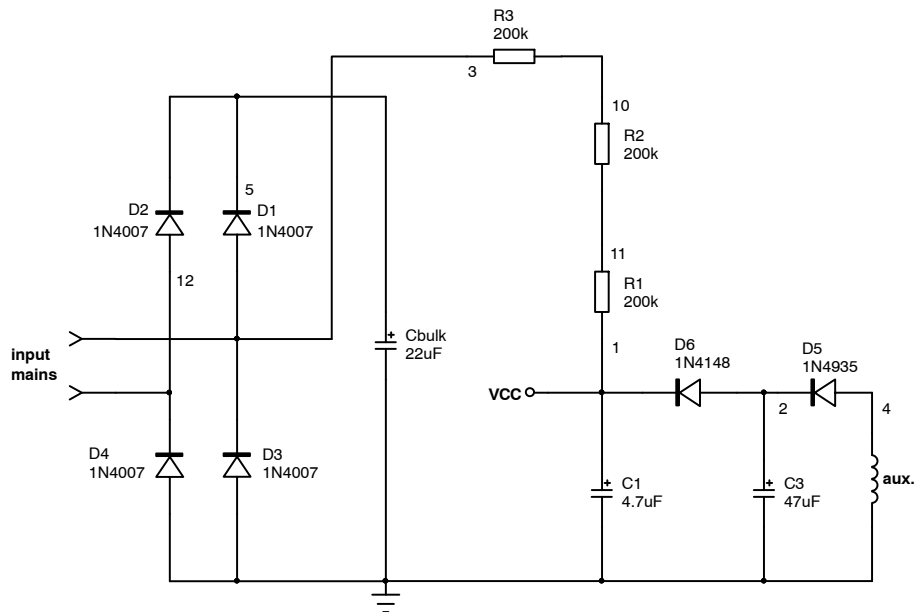 R3
200k
3
10
R2
200k
5
D2
1N4007
D1
1N4007
12
11
R1
200k
input
mains
Cbulk
+
22uF
1
D6
1N4148
D5
1N4935
VCC
2
4
D4
1N4007
D3
1N4007
+
C1
4.7uF
+
C3
47uF
aux.